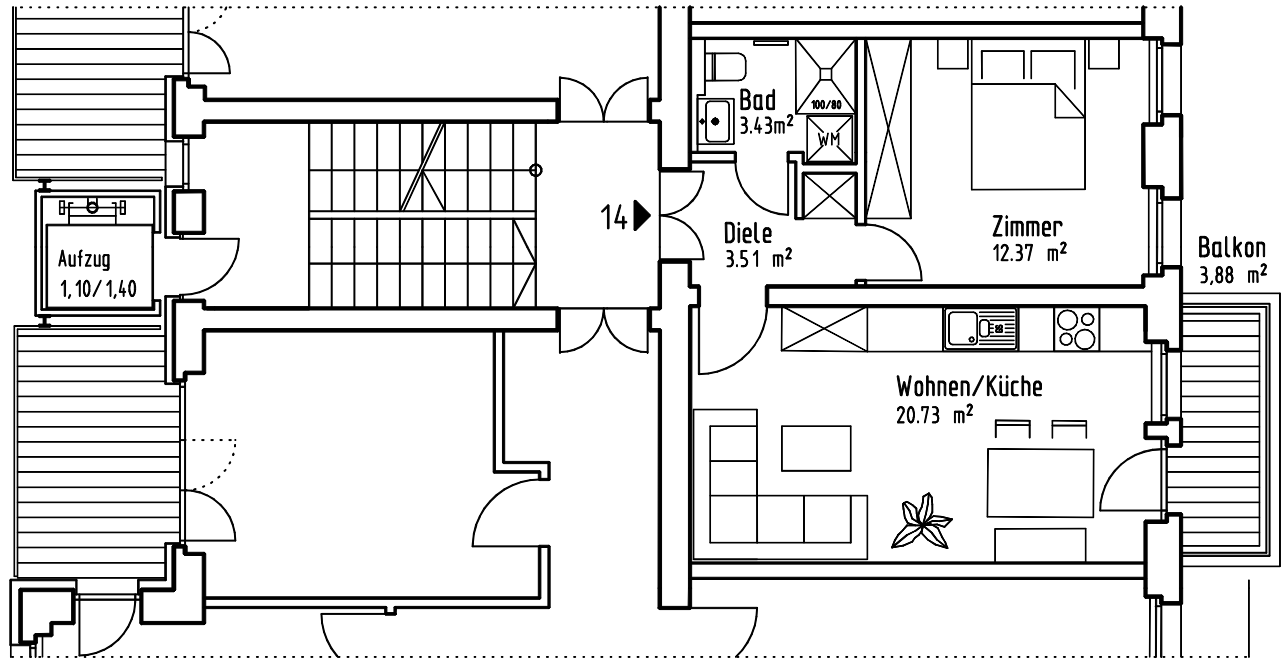 Bad
3.43m²
100/80
WM
14
Diele
3.51 m²
Zimmer
12.37 m²
Balkon
3,88 m²
Aufzug
1,10/1,40
Wohnen/Küche
20.73 m²